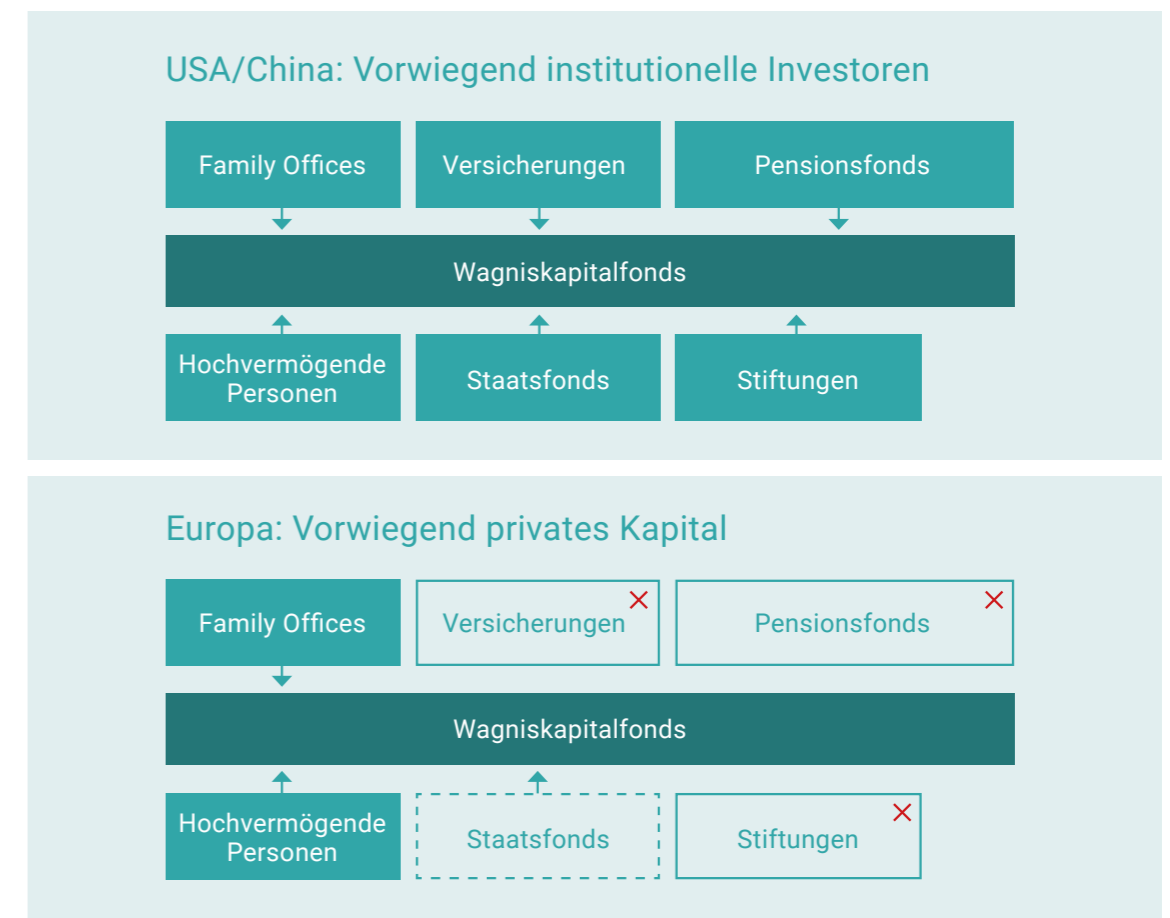 USA/China: Vorwiegend institutionelle Investoren
Family Offices
Versicherungen
Pensionsfonds
Wagniskapitalfonds
Hochvermögende
Personen
Staatsfonds
Stiftungen
Europa: Vorwiegend privates Kapital
Family Offices
Versicherungen
Pensionsfonds
Wagniskapitalfonds
Hochvermögende
Personen
Staatsfonds
Stiftungen